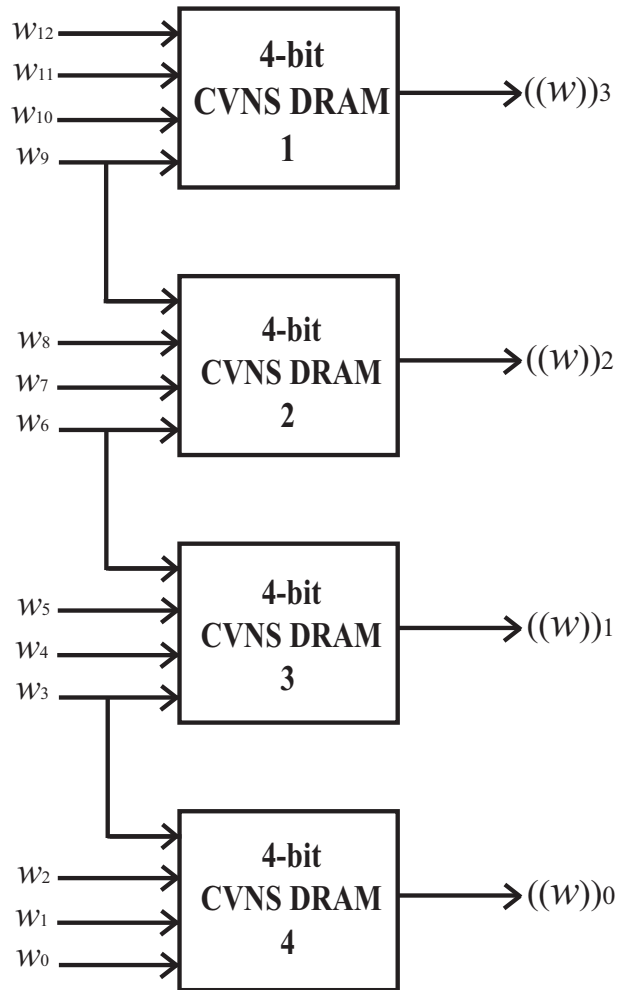 w12
w11
w10
w9
4-bit
CVNS DRAM
1
((w))3
w8
w7
w6
4-bit
CVNS DRAM
2
((w))2
w5
w4
w3
4-bit
CVNS DRAM
3
((w))1
w2
w1
w0
4-bit
CVNS DRAM
4
((w))0